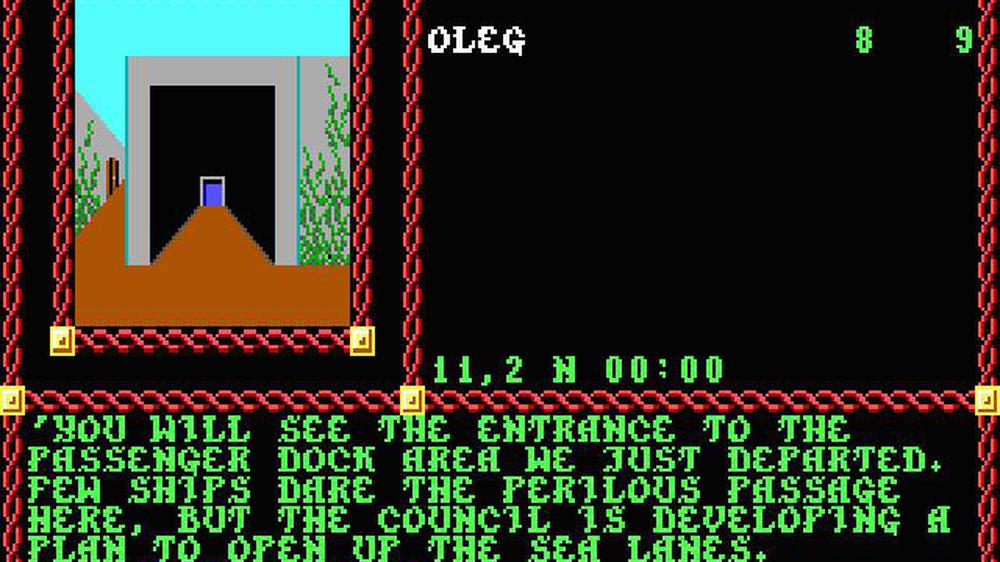 OLEG 8 9
11,2 N 00:00
'YOU WILL SEE THE ENTRANCE TO THE
PASSENGER DOCK AREA WE JUST DEPARTED.
FEW SHIPS DARE THE PERILOUS PASSAGE
HERE, BUT THE COUNCIL IS DEVELOPING A
PLAN TO OPEN UP THE SEA LANES.